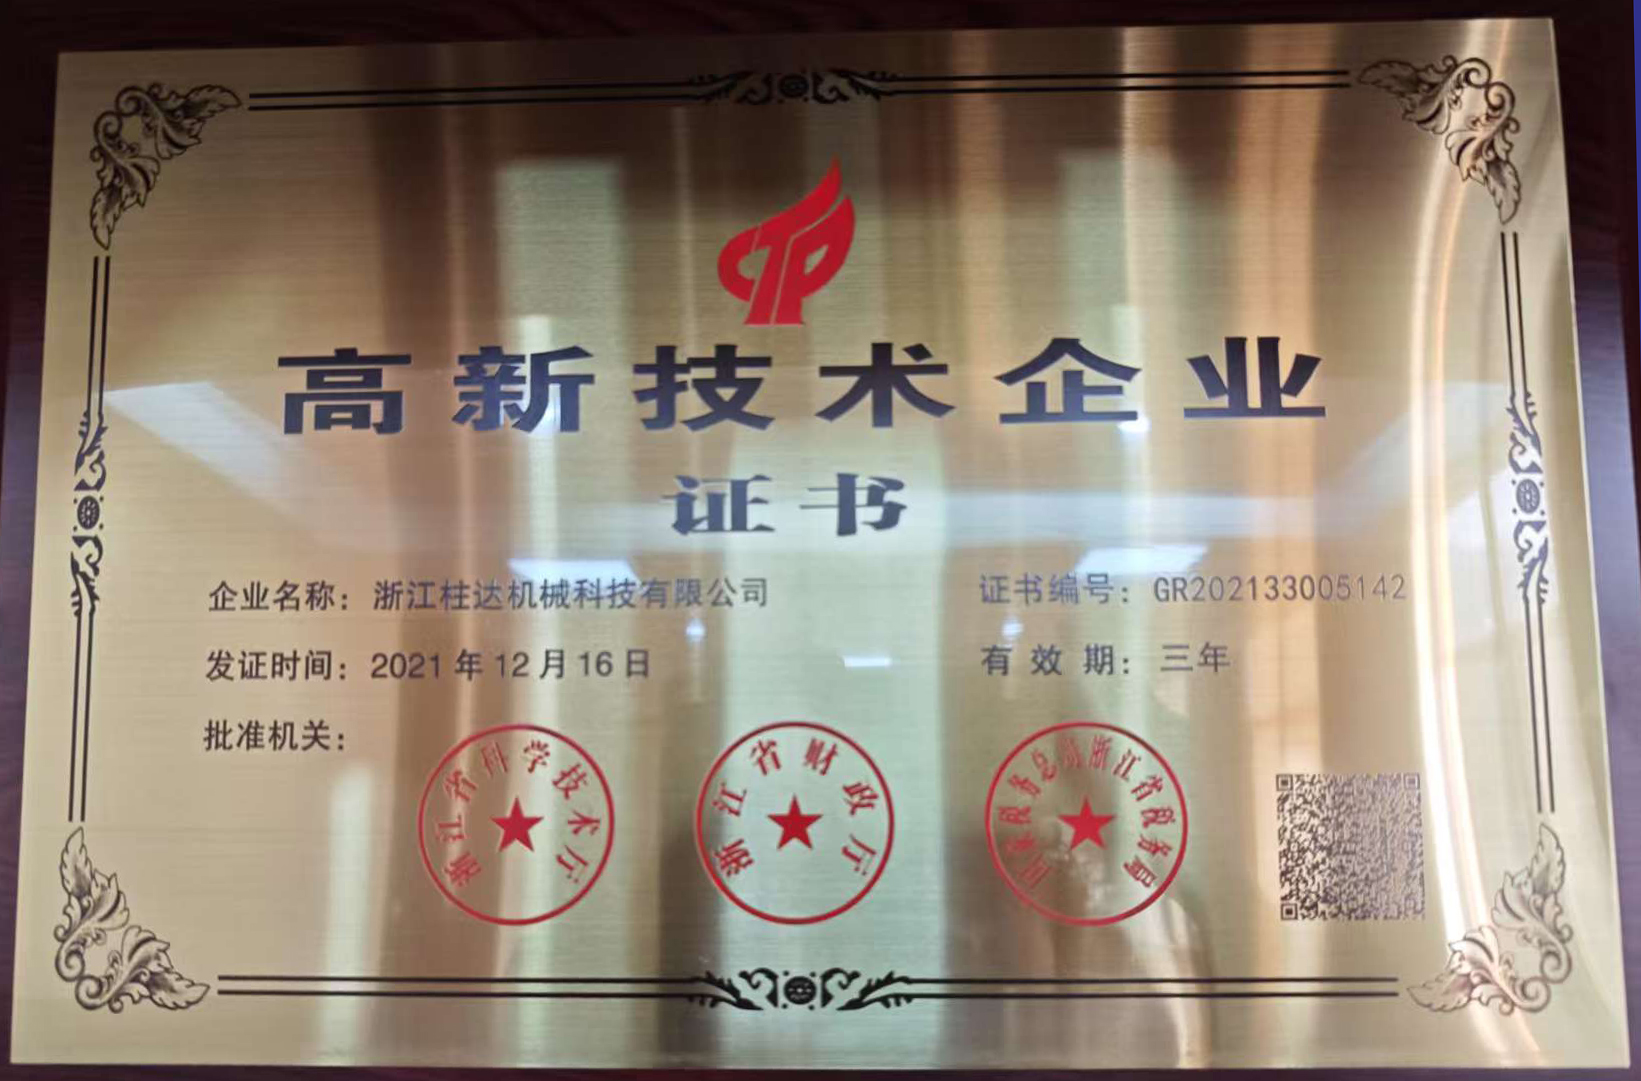 高新技术企业
证书
企业名称：浙江柱达机械科技有限公司
证书编号：GR202133005142
发证时间：2021年12月16日
有效期：三年
批准机关：
浙江省科学技术厅
浙江省财政厅
国家税务总局浙江省税务局